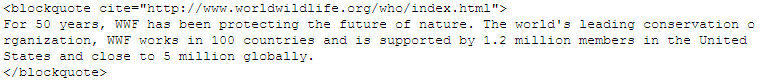 <blockquote cite="http://www.worldwildlife.org/who/index.html">
For 50 years, WWF has been protecting the future of nature. The world's leading conservation o
rganization, WWF works in 100 countries and is supported by 1.2 million members in the United
States and close to 5 million globally.
</blockquote>